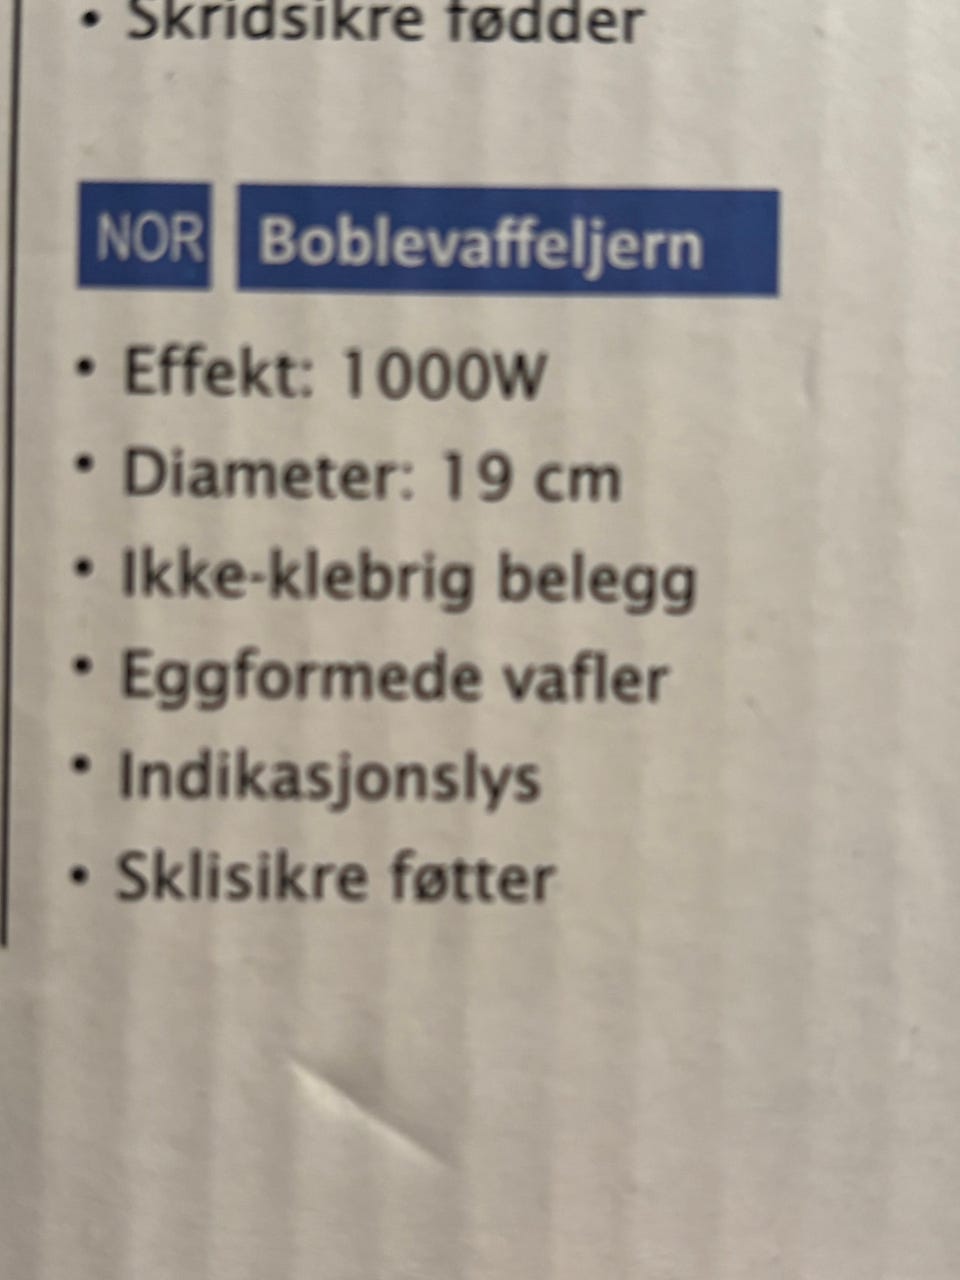 • Skridsikre fødder
NOR Boblevaffeljern
• Effekt: 1000W
• Diameter: 19 cm
• Ikke-klebrig belegg
• Eggformede vafler
• Indikasjonslys
• Sklisikre føtter